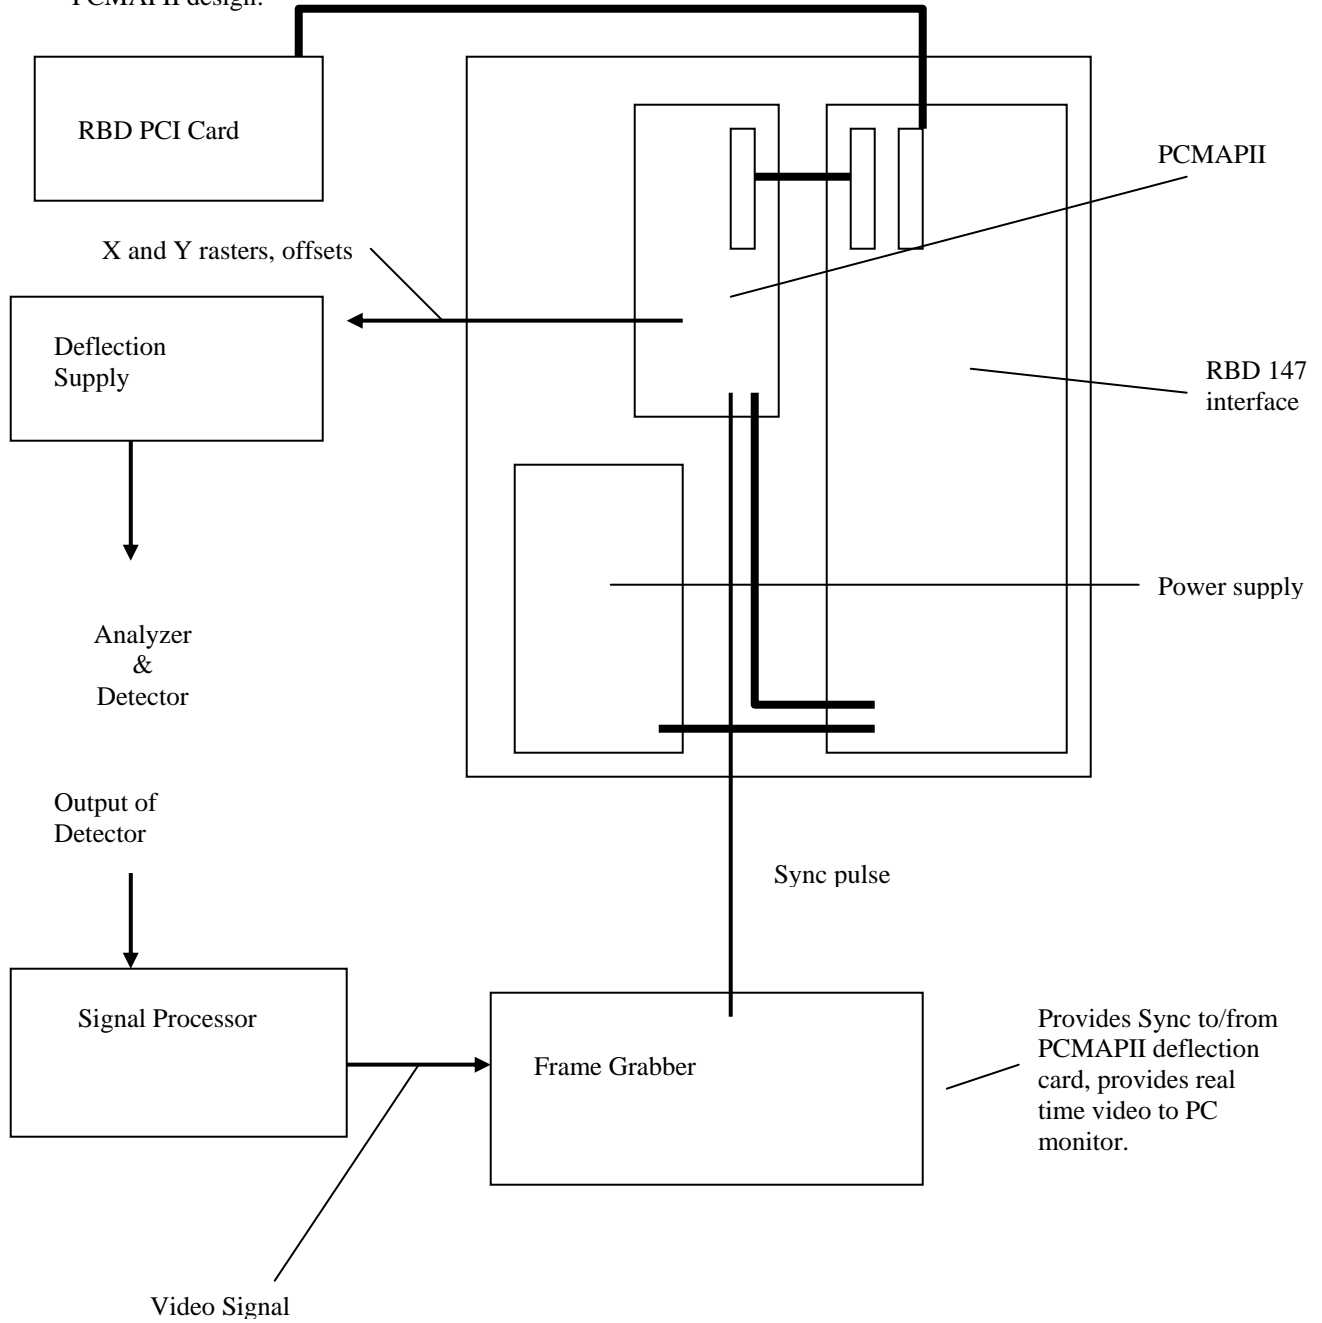 PCMAPII design:
RBD PCI Card
PCMAPII
X and Y rasters, offsets
Deflection
Supply
RBD 147
interface
Power supply
Analyzer
&
Detector
Output of
Detector
Sync pulse
Signal Processor
Frame Grabber
Provides Sync to/from
PCMAPII deflection
card, provides real
time video to PC
monitor.
Video Signal